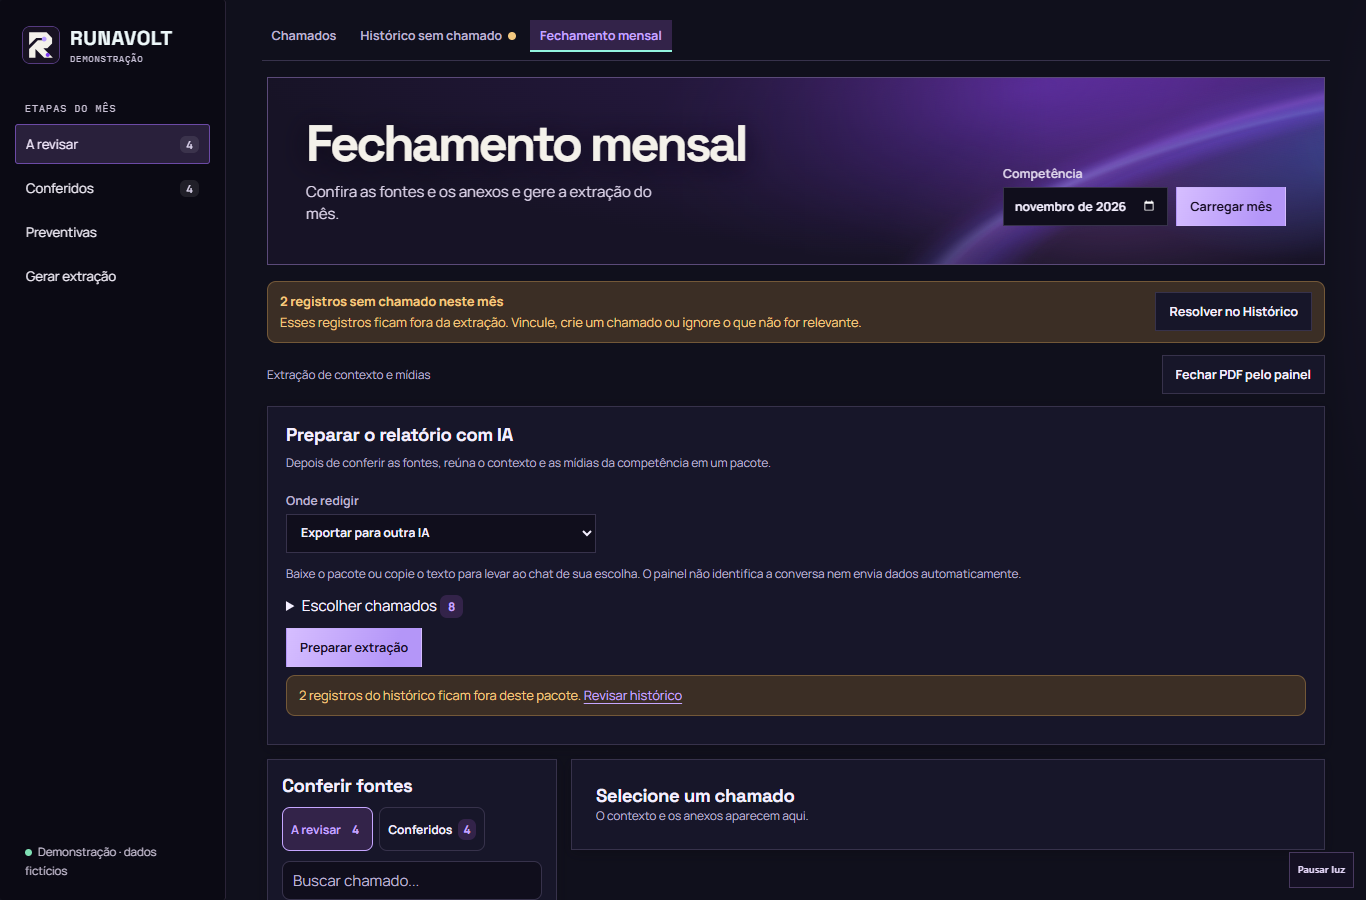 RUNAVOLT
DEMONSTRAÇÃO
ETAPAS DO MÊS
A revisar 4
Conferidos 4
Preventivas
Gerar extração
Demonstração · dados
fictícios
Chamados Histórico sem chamado Fechamento mensal
Fechamento mensal
Confira as fontes e os anexos e gere a extração do
mês.
Competência
novembro de 2026 Carregar mês
2 registros sem chamado neste mês
Esses registros ficam fora da extração. Vincule, crie um chamado ou ignore o que não for relevante.
Resolver no Histórico
Extração de contexto e mídias
Fechar PDF pelo painel
Preparar o relatório com IA
Depois de conferir as fontes, reúna o contexto e as mídias da competência em um pacote.
Onde redigir
Exportar para outra IA
Baixe o pacote ou copie o texto para levar ao chat de sua escolha. O painel não identifica a conversa nem envia dados automaticamente.
Escolher chamados 8
Preparar extração
2 registros do histórico ficam fora deste pacote. Revisar histórico
Conferir fontes
A revisar 4 Conferidos 4
Buscar chamado...
Selecione um chamado
O contexto e os anexos aparecem aqui.
Pausar luz